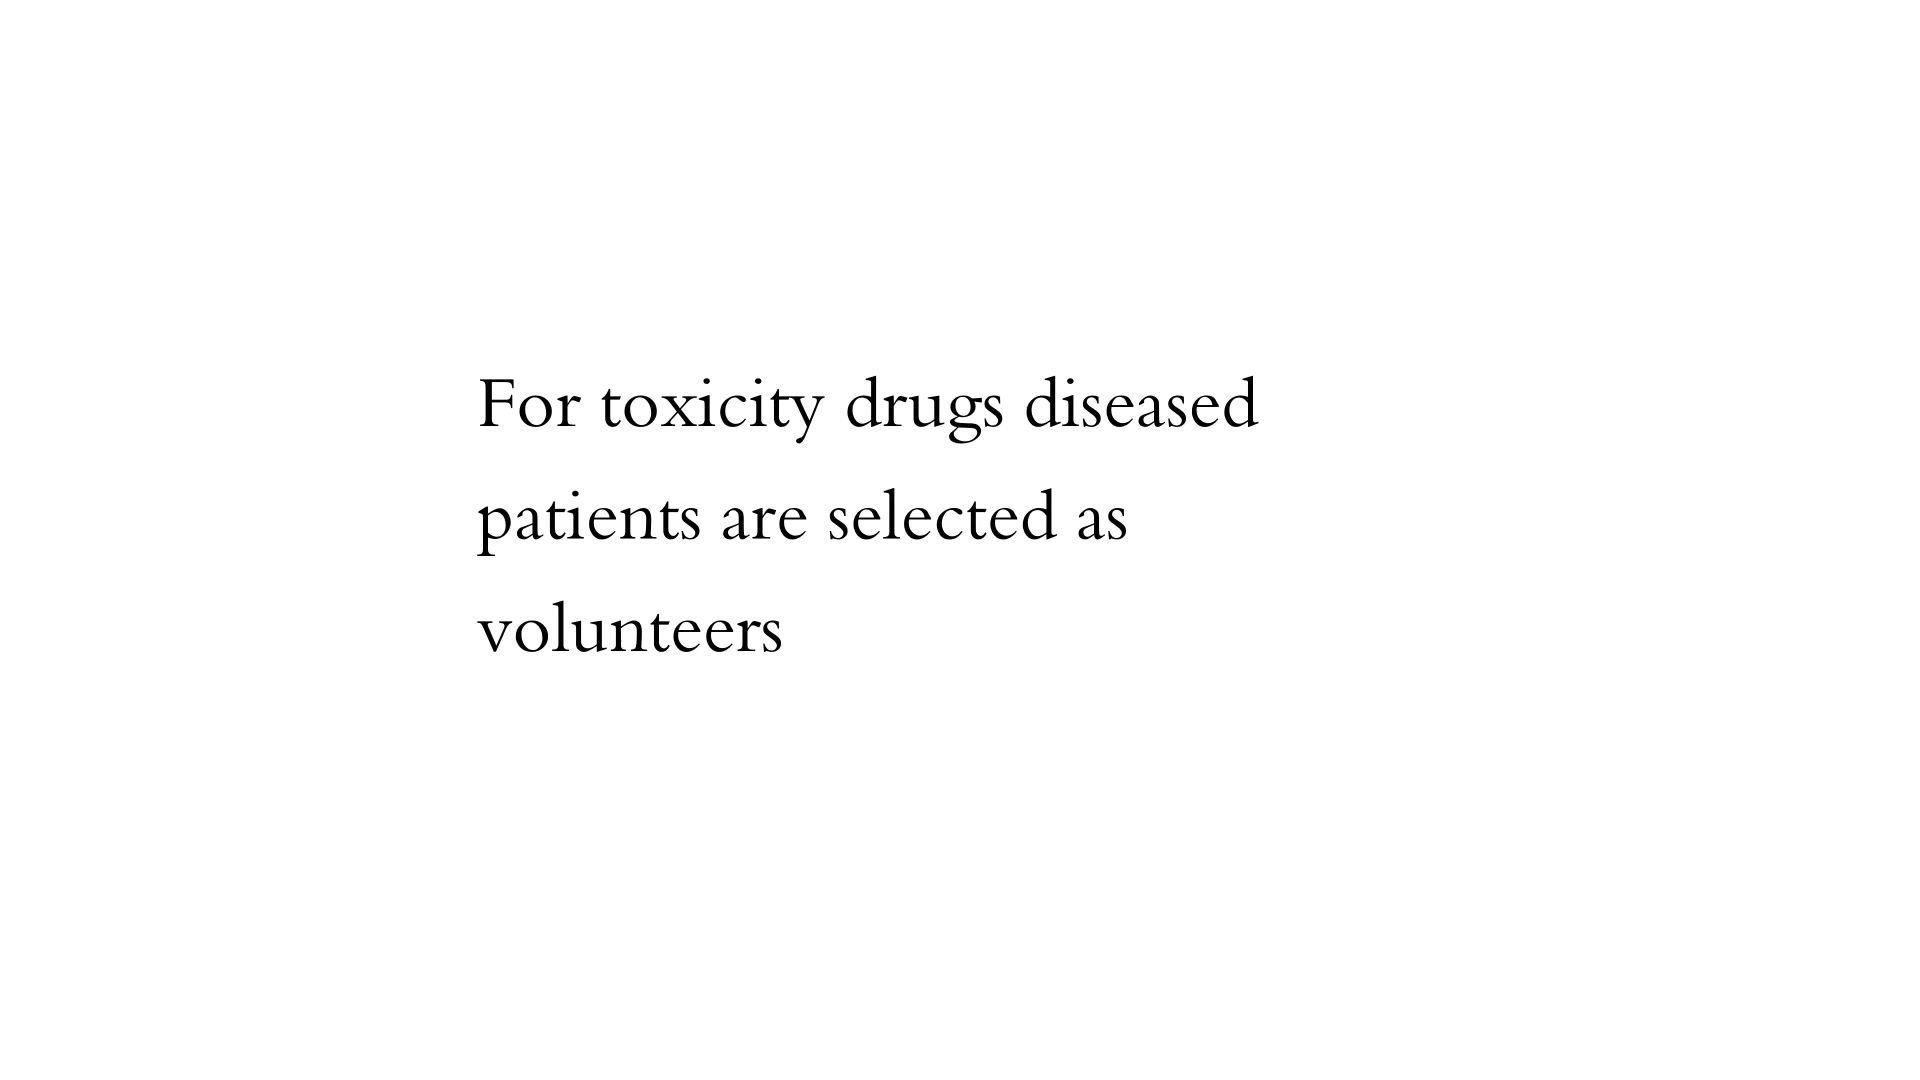 For toxicity drugs diseased
patients are selected as
volunteers